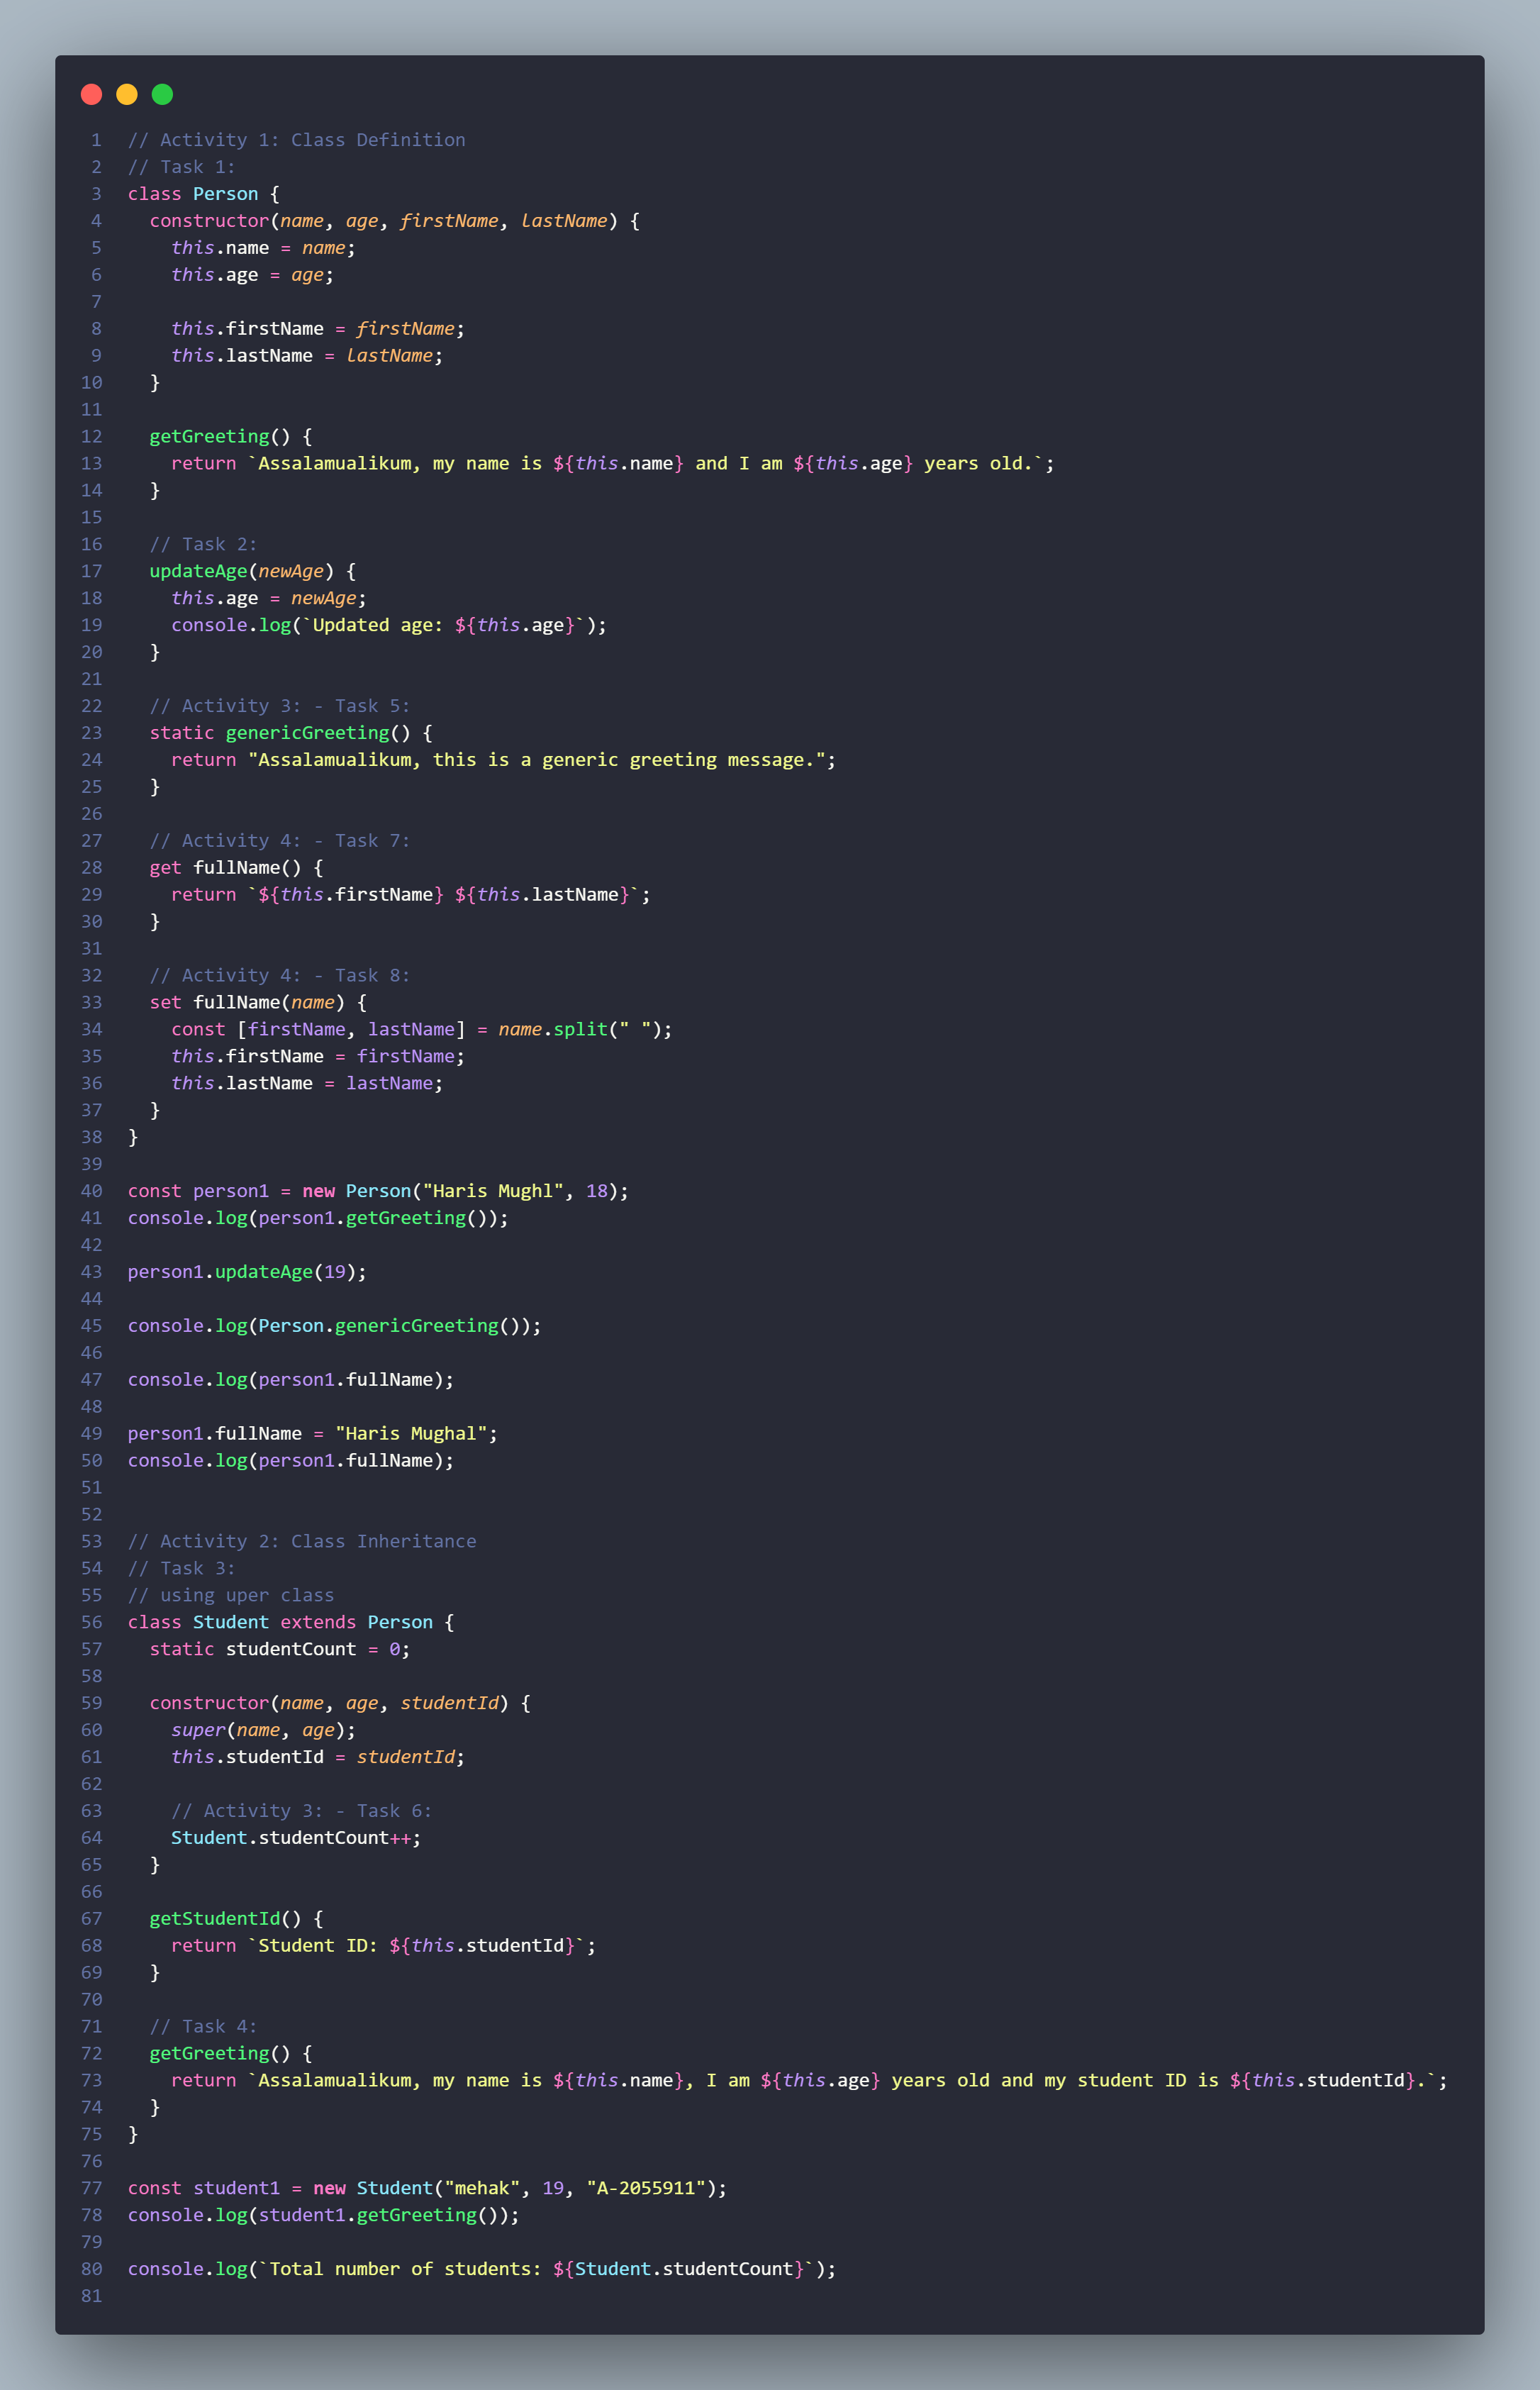 1 // Activity 1: Class Definition
2 // Task 1:
3 class Person {
4   constructor(name, age, firstName, lastName) {
5     this.name = name;
6     this.age = age;
7
8     this.firstName = firstName;
9     this.lastName = lastName;
10   }
11
12   getGreeting() {
13     return `Assalamualikum, my name is ${this.name} and I am ${this.age} years old.`;
14   }
15
16   // Task 2:
17   updateAge(newAge) {
18     this.age = newAge;
19     console.log(`Updated age: ${this.age}`);
20   }
21
22   // Activity 3: - Task 5:
23   static genericGreeting() {
24     return "Assalamualikum, this is a generic greeting message.";
25   }
26
27   // Activity 4: - Task 7:
28   get fullName() {
29     return `${this.firstName} ${this.lastName}`;
30   }
31
32   // Activity 4: - Task 8:
33   set fullName(name) {
34     const [firstName, lastName] = name.split(" ");
35     this.firstName = firstName;
36     this.lastName = lastName;
37   }
38 }
39
40 const person1 = new Person("Haris Mughl", 18);
41 console.log(person1.getGreeting());
42
43 person1.updateAge(19);
44
45 console.log(Person.genericGreeting());
46
47 console.log(person1.fullName);
48
49 person1.fullName = "Haris Mughal";
50 console.log(person1.fullName);
51
52
53 // Activity 2: Class Inheritance
54 // Task 3:
55 // using uper class
56 class Student extends Person {
57   static studentCount = 0;
58
59   constructor(name, age, studentId) {
60     super(name, age);
61     this.studentId = studentId;
62
63     // Activity 3: - Task 6:
64     Student.studentCount++;
65   }
66
67   getStudentId() {
68     return `Student ID: ${this.studentId}`;
69   }
70
71   // Task 4:
72   getGreeting() {
73     return `Assalamualikum, my name is ${this.name}, I am ${this.age} years old and my student ID is ${this.studentId}.`;
74   }
75 }
76
77 const student1 = new Student("mehak", 19, "A-2055911");
78 console.log(student1.getGreeting());
79
80 console.log(`Total number of students: ${Student.studentCount}`);
81